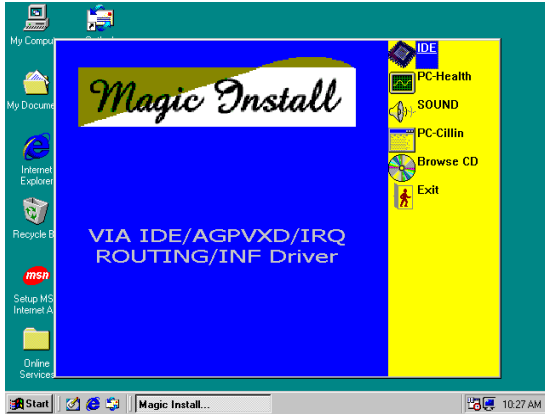 My Compu
My Docume
Internet
Explorer
Recycle B
msn
Setup MS
Internet A
Online
Services
Magic Install
VIA IDE/AGPVXD/IRQ
ROUTING/INF Driver
IDE
PC-Health
SOUND
PC-Cillin
Browse CD
Exit
Start
Magic Install...
10:27 AM